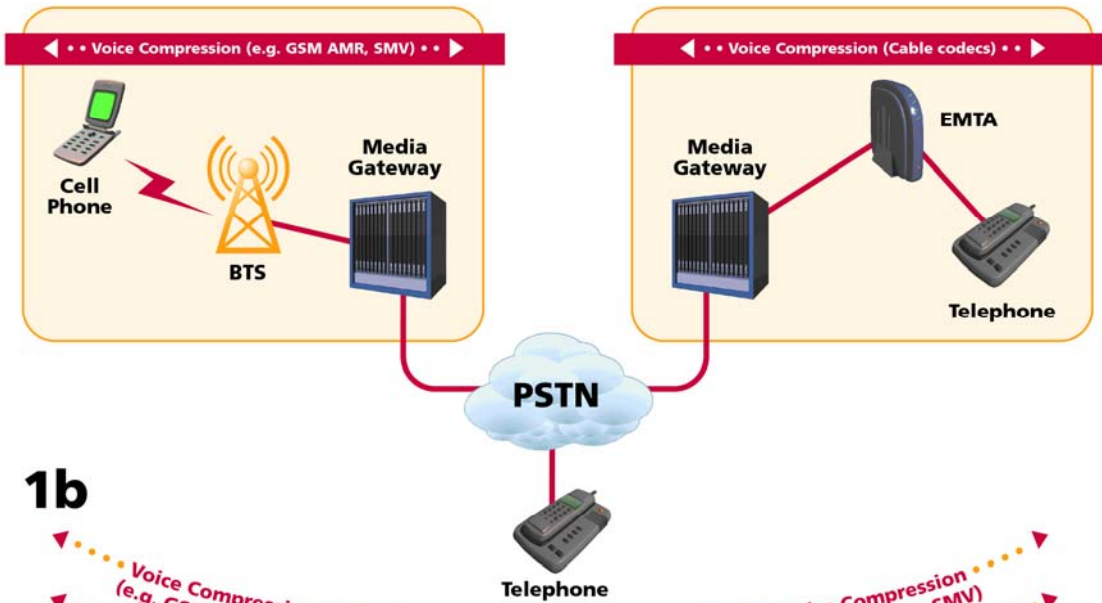 • • Voice Compression (e.g. GSM AMR, SMV) • •
• • Voice Compression (Cable codecs) • •
Cell
Phone
BTS
Media
Gateway
Media
Gateway
EMTA
Telephone
PSTN
1b
Telephone
Voice Compression
(e.g.
Compression
SMV)